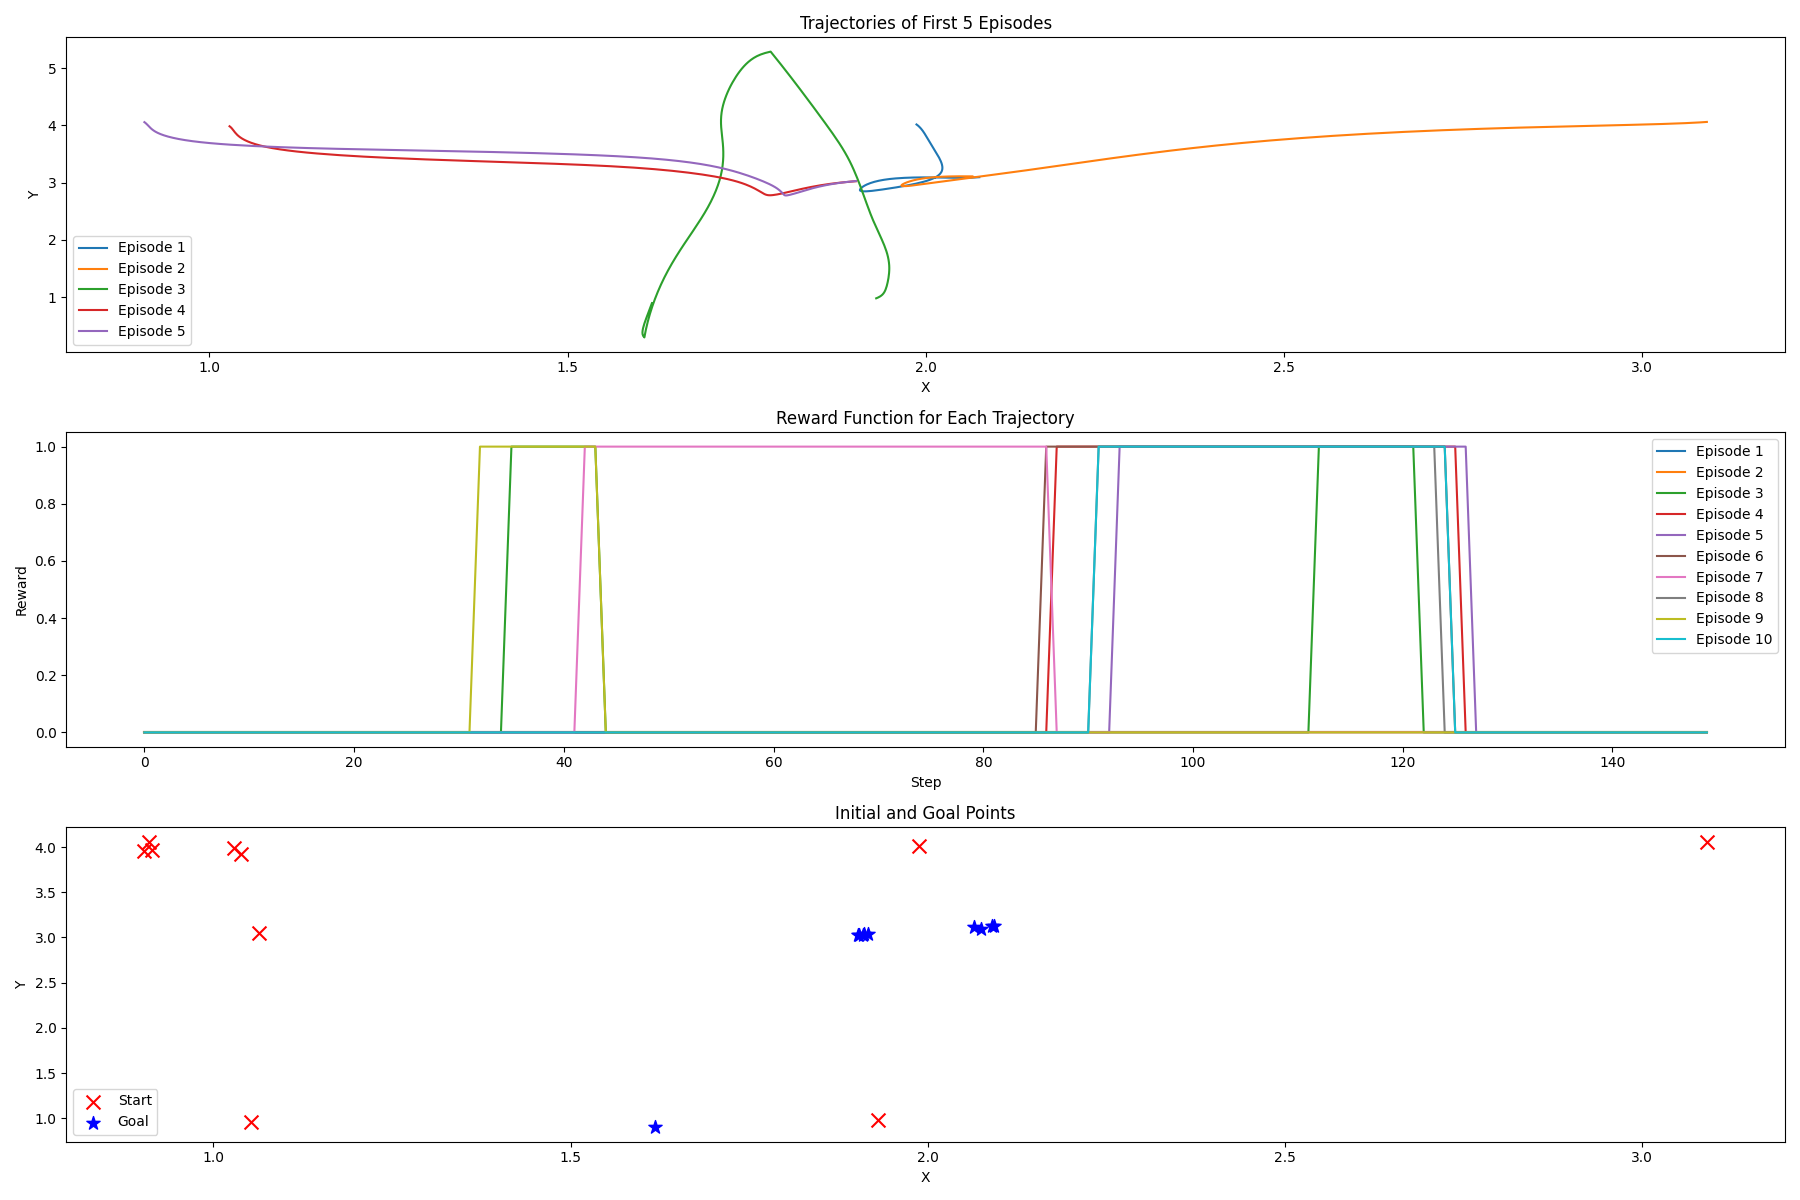 Trajectories of First 5 Episodes
5
4
3
2
1
Y
Episode 1
Episode 2
Episode 3
Episode 4
Episode 5
1.0 1.5 2.0 2.5 3.0
X
Reward Function for Each Trajectory
1.0
0.8
0.6
0.4
0.2
0.0
Reward
Episode 1
Episode 2
Episode 3
Episode 4
Episode 5
Episode 6
Episode 7
Episode 8
Episode 9
Episode 10
0 20 40 60 80 100 120 140
Step
Initial and Goal Points
4.0
3.5
3.0
2.5
2.0
1.5
1.0
Y
Start
Goal
1.0 1.5 2.0 2.5 3.0
X